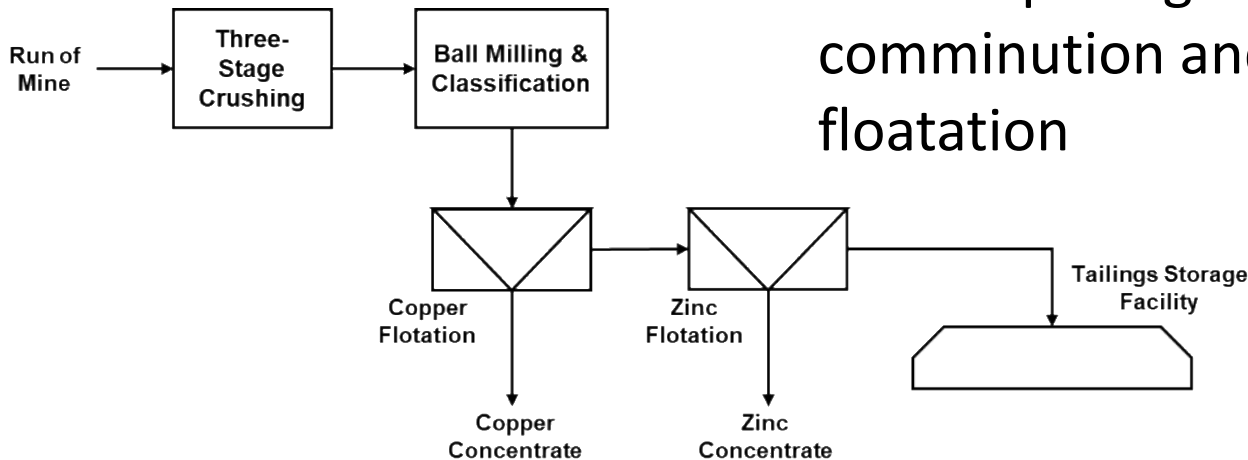 comminution and
floatation
Run of
Mine
Three-
Stage
Crushing
Ball Milling &
Classification
Copper
Flotation
Zinc
Flotation
Tailings Storage
Facility
Copper
Concentrate
Zinc
Concentrate